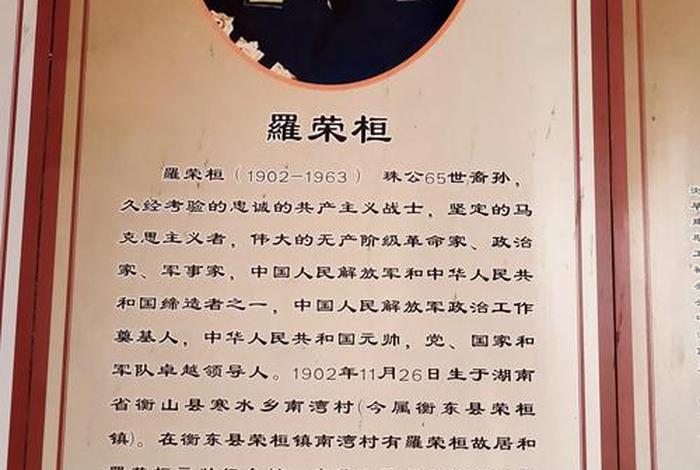 羅荣桓
羅荣桓（1902—1963） 珠公65世裔孙，
久经考验的忠诚的共产主义战士，坚定的马
克思主义者，伟大的无产阶级革命家、政治
家、军事家，中国人民解放军和中华人民共
和国缔造者之一，中国人民解放军政治工作
奠基人，中华人民共和国元帅，党、国家和
军队卓越领导人。1902年11月26日生于湖南
省衡山县寒水乡南湾村(今属衡东县荣桓
镇)。在衡东县荣桓镇南湾村有羅荣桓故居和